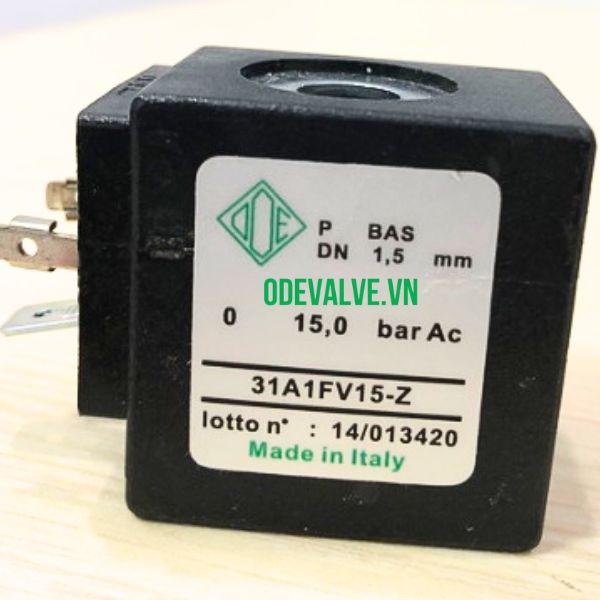 ODE
P BAS
DN 1,5 mm
ODEVALVE.VN
0 15,0 bar Ac
31A1FV15-Z
lotto n° : 14/013420
Made in Italy